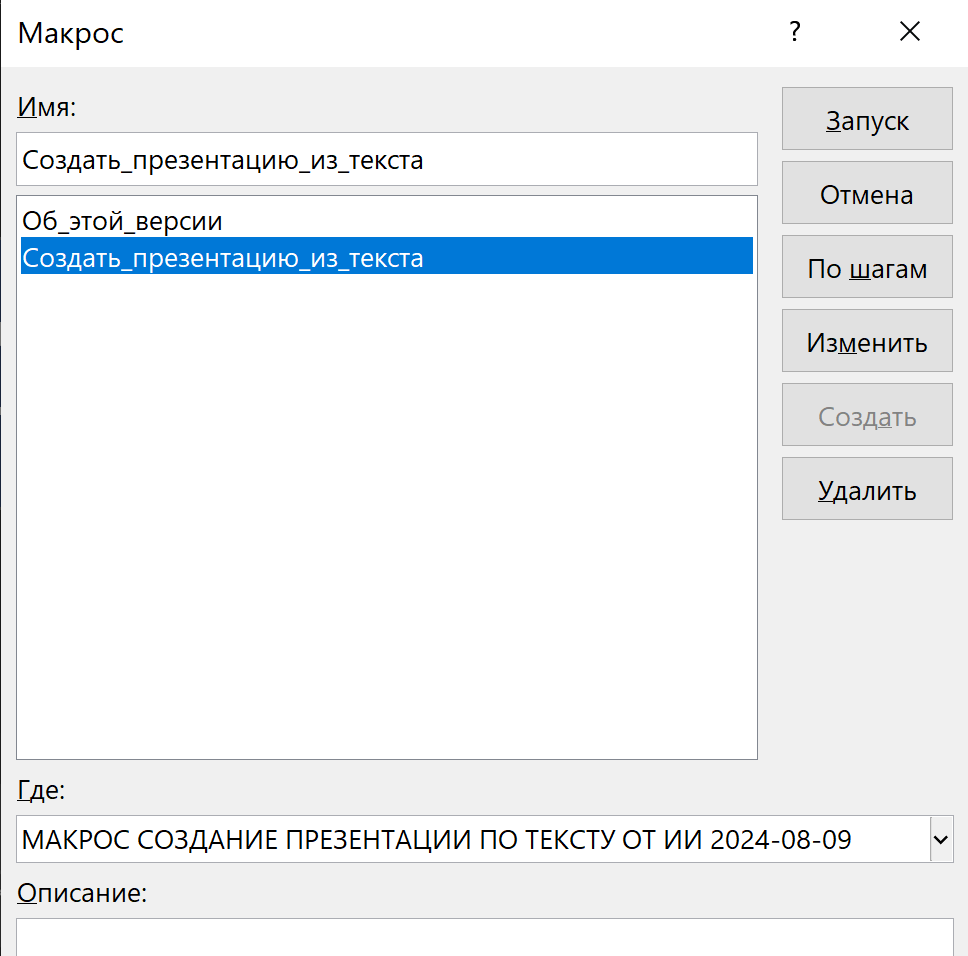 Макрос
?
Имя:
Запуск
Создать_презентацию_из_текста
Отмена
Об_этой_версии
Создать_презентацию_из_текста
По шагам
Изменить
Создать
Удалить
Где:
МАКРОС СОЗДАНИЕ ПРЕЗЕНТАЦИИ ПО ТЕКСТУ ОТ ИИ 2024-08-09
Описание: